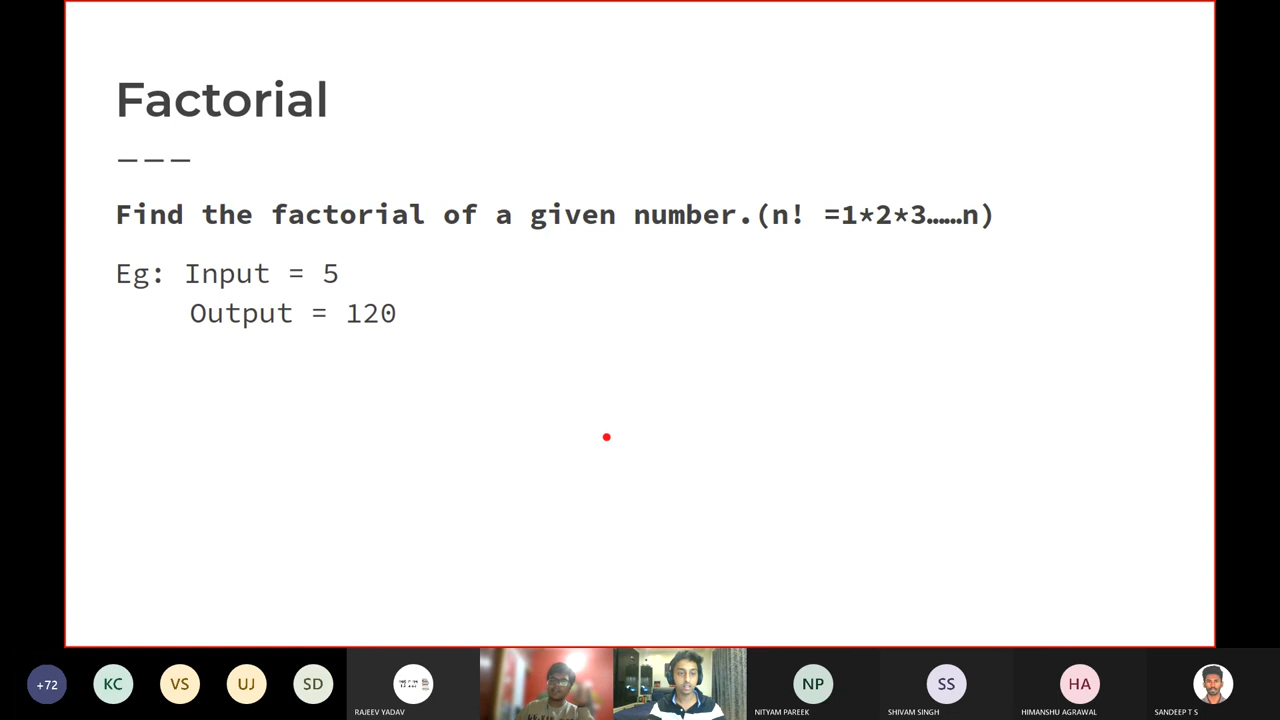 Factorial
———
Find the factorial of a given number.(n! =1*2*3……n)
Eg: Input = 5
Output = 120
+72
KC
VS
UJ
SD
RAJEEV YADAV
NP
NITYAM PAREEK
SS
SHIVAM SINGH
HA
HIMANSHU AGRAWAL
SANDEEP T S